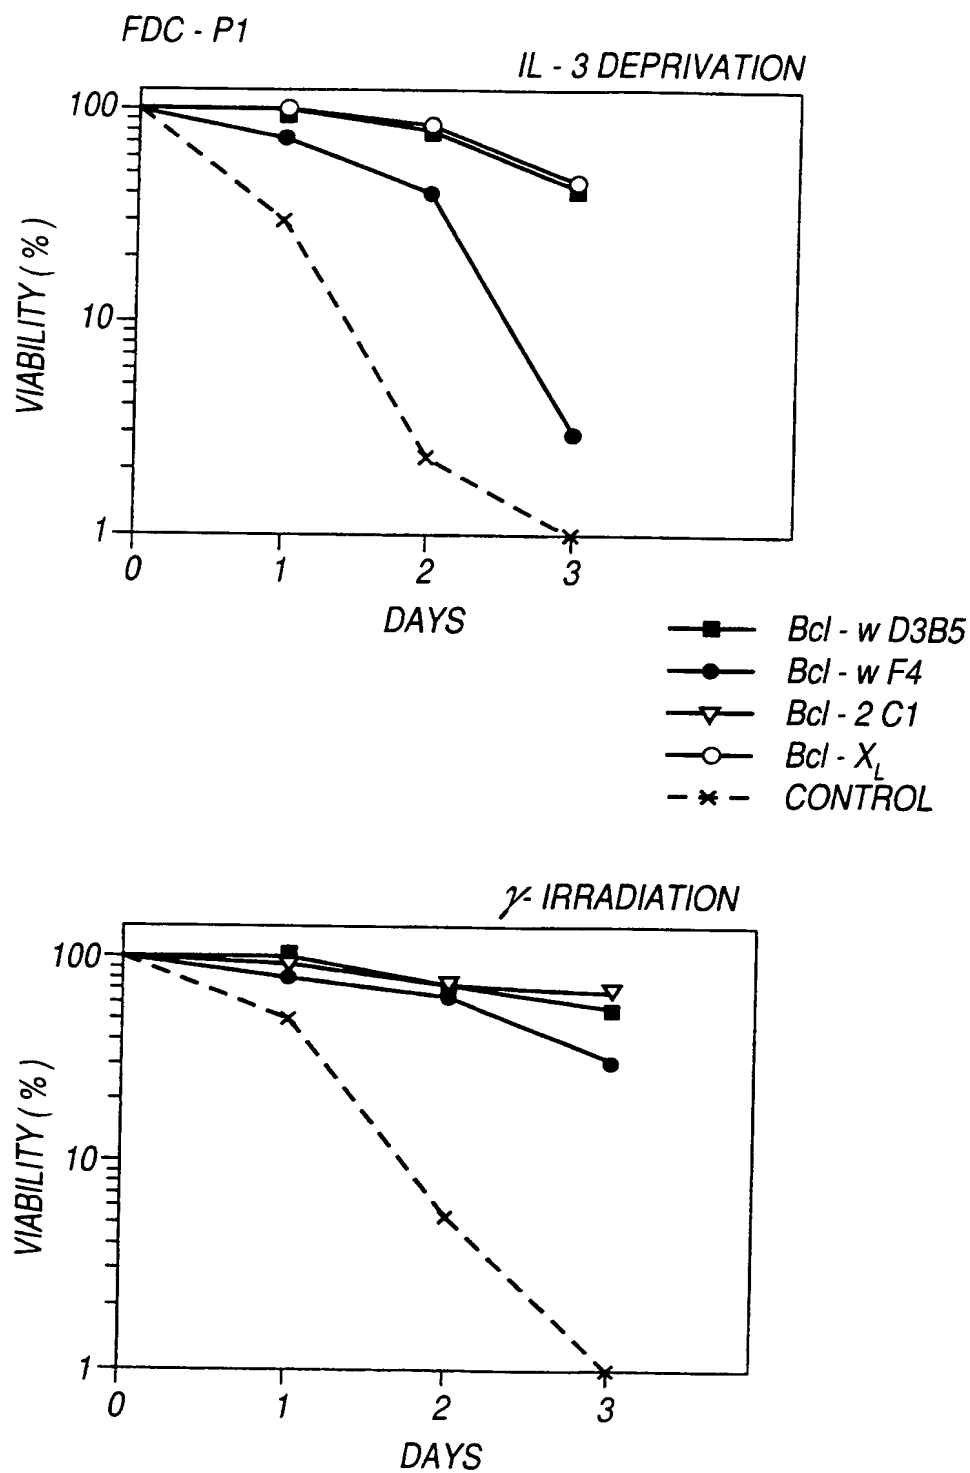 FDC - P1
IL - 3 DEPRIVATION
100
10
1
VIABILITY ( % )
0 1 2 3
DAYS
Bcl - w D3B5
Bcl - w F4
Bcl - 2 C1
Bcl - X_L
CONTROL
γ- IRRADIATION
100
10
1
VIABILITY ( % )
0 1 2 3
DAYS